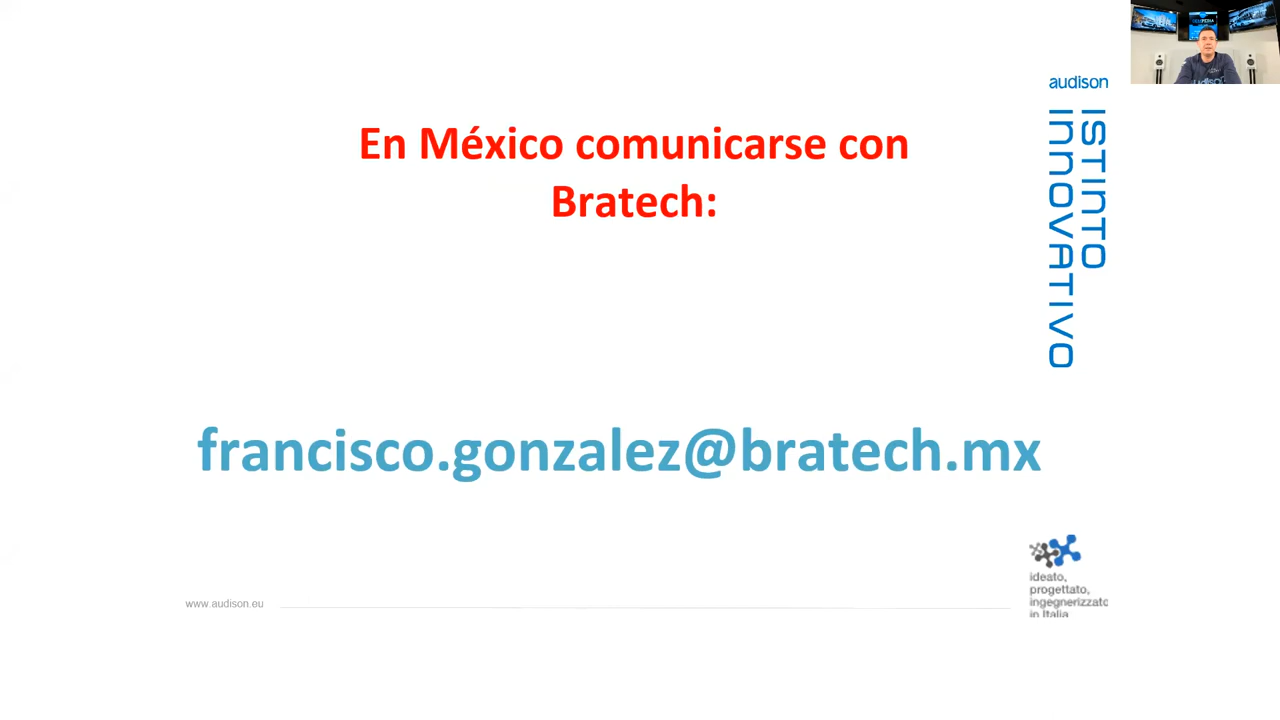 audison
ISTINTO
INNOVATIVO
En México comunicarse con
Bratech:
francisco.gonzalez@bratech.mx
www.audison.eu
ideato,
progettato,
ingegnerizzato
in Italia